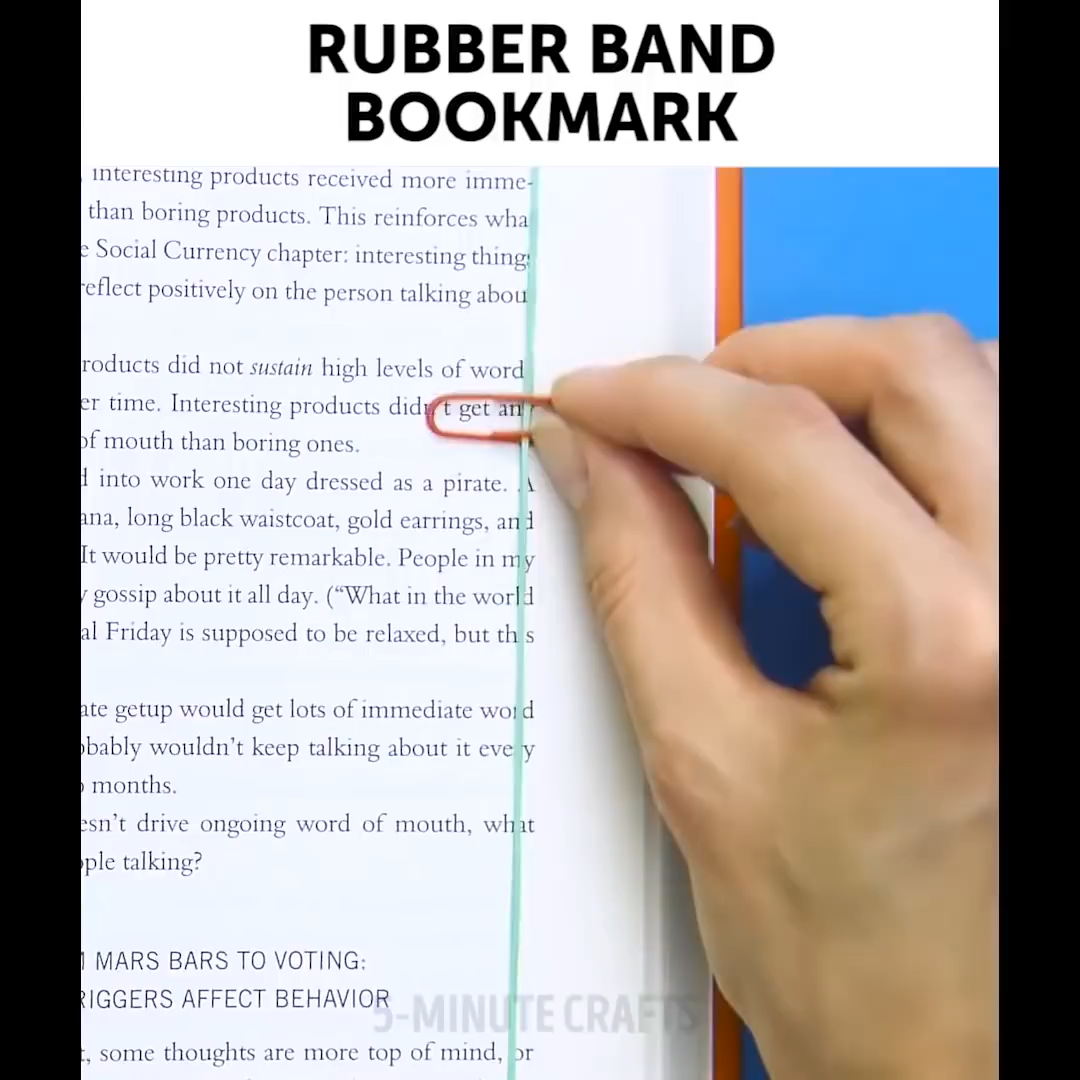 RUBBER BAND
BOOKMARK
interesting products received more imme-
than boring products. This reinforces wha
Social Currency chapter: interesting thing
eflect positively on the person talking abou
roducts did not sustain high levels of word
er time. Interesting products didn't get an
of mouth than boring ones.
into work one day dressed as a pirate. A
ana, long black waistcoat, gold earrings, and
It would be pretty remarkable. People in my
gossip about it all day. (“What in the world
al Friday is supposed to be relaxed, but this
ate getup would get lots of immediate word
obably wouldn't keep talking about it every
months.
esn't drive ongoing word of mouth, what
ople talking?
MARS BARS TO VOTING:
RIGGERS AFFECT BEHAVIOR
5-MINUTE CRAFTS
, some thoughts are more top of mind, or